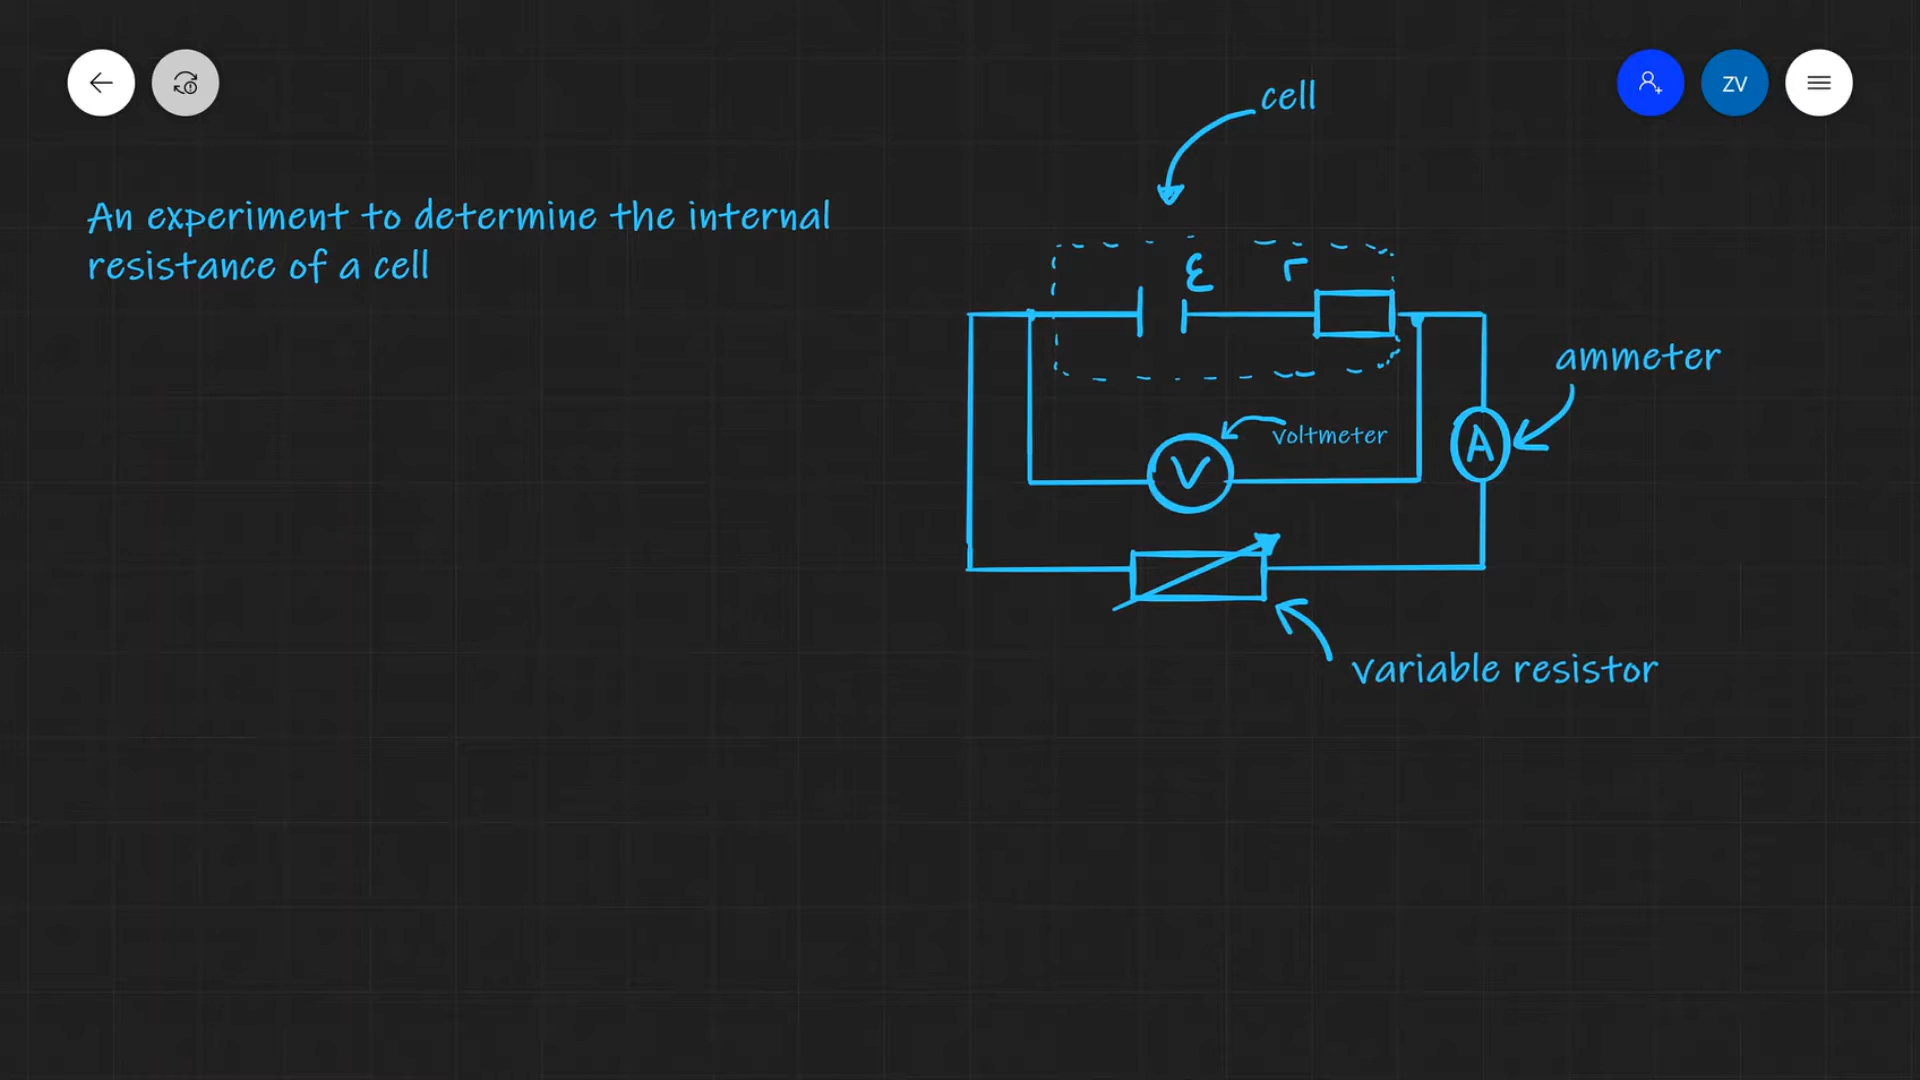 ZV
cell
An experiment to determine the internal
resistance of a cell
ε r
ammeter
voltmeter
A
V
variable resistor